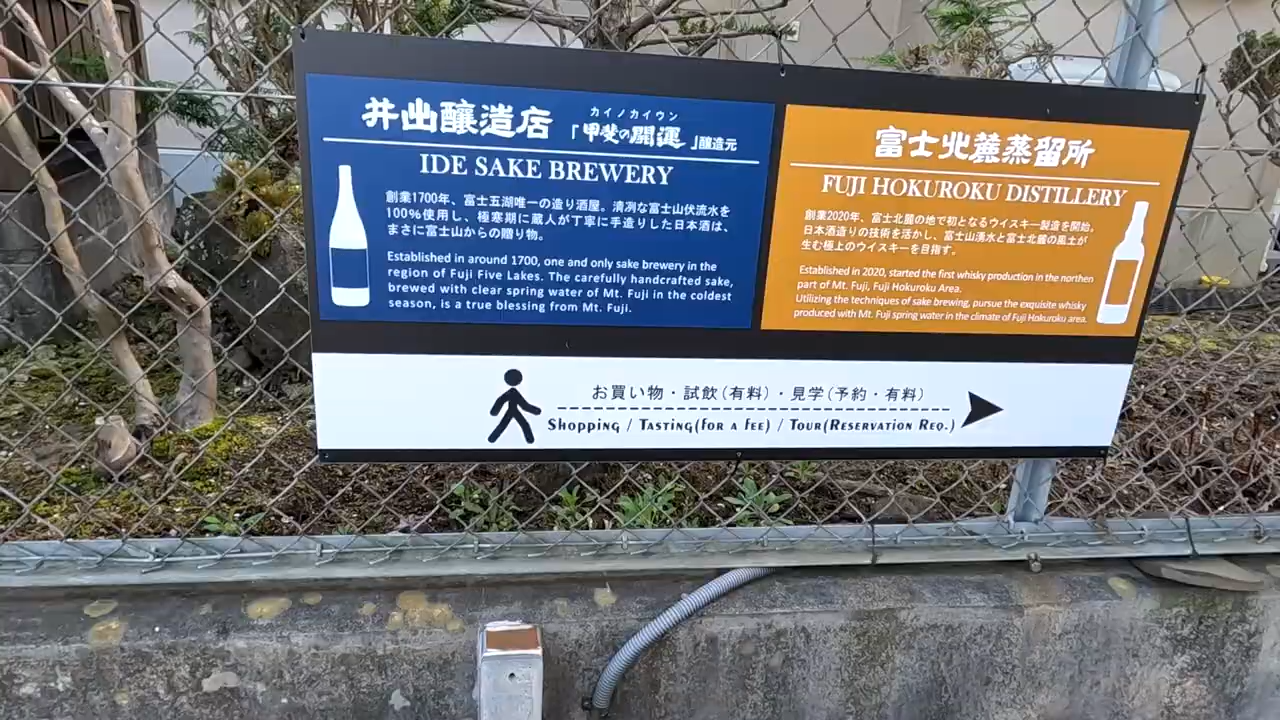 井出醸造店
カイノカイウン
「甲斐の開運」醸造元
IDE SAKE BREWERY
創業1700年、富士五湖唯一の造り酒屋。清冽な富士山伏流水を
100%使用し、極寒期に蔵人が丁寧に手造りした日本酒は、
まさに富士山からの贈り物。
Established in around 1700, one and only sake brewery in the
region of Fuji Five Lakes. The carefully handcrafted sake,
brewed with clear spring water of Mt. Fuji in the coldest
season, is a true blessing from Mt. Fuji.
富士北麓蒸留所
FUJI HOKUROKU DISTILLERY
創業2020年、富士北麓の地で初となるウイスキー製造を開始。
日本酒造りの技術を活かし、富士山湧水と富士北麓の風土が
生む極上のウイスキーを目指す。
Established in 2020, started the first whisky production in the northen
part of Mt. Fuji, Fuji Hokuroku Area.
Utilizing the techniques of sake brewing, pursue the exquisite whisky
produced with Mt. Fuji spring water in the climate of Fuji Hokuroku area.
お買い物・試飲(有料)・見学(予約・有料)
Shopping / Tasting(for a fee) / Tour(Reservation Req.)